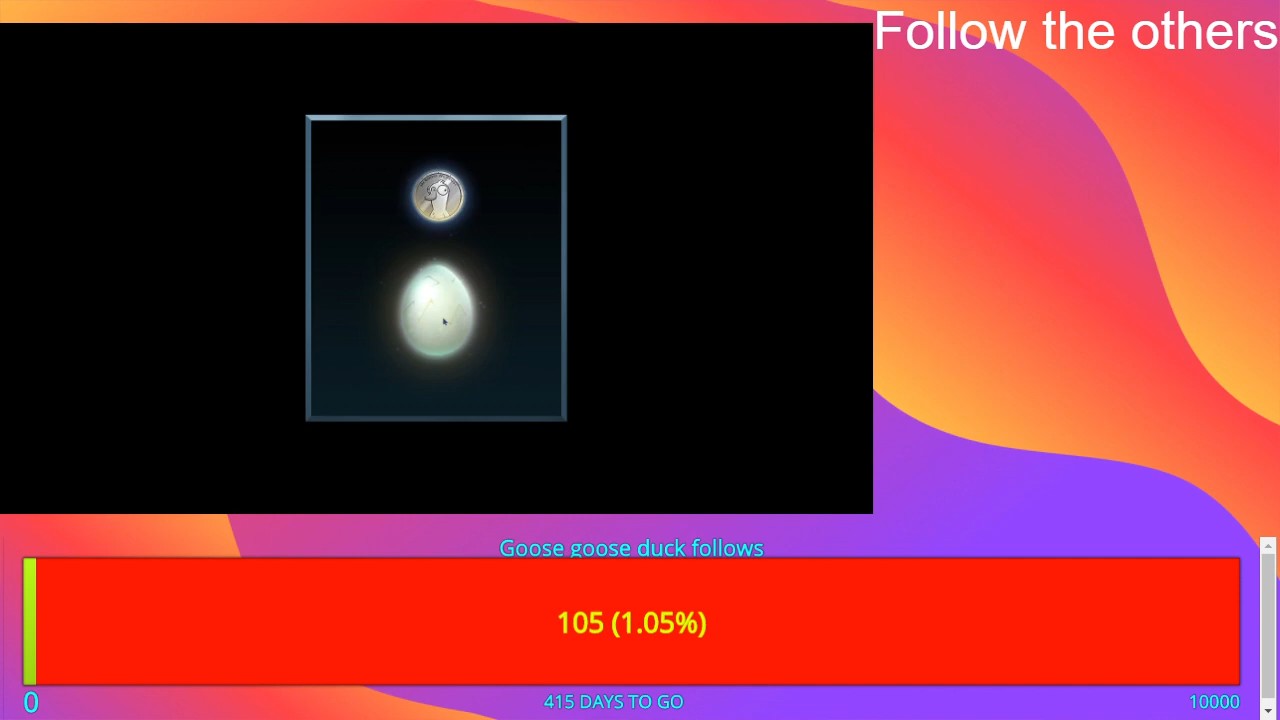 Follow the others
Goose goose duck follows
105 (1.05%)
0
415 DAYS TO GO
10000